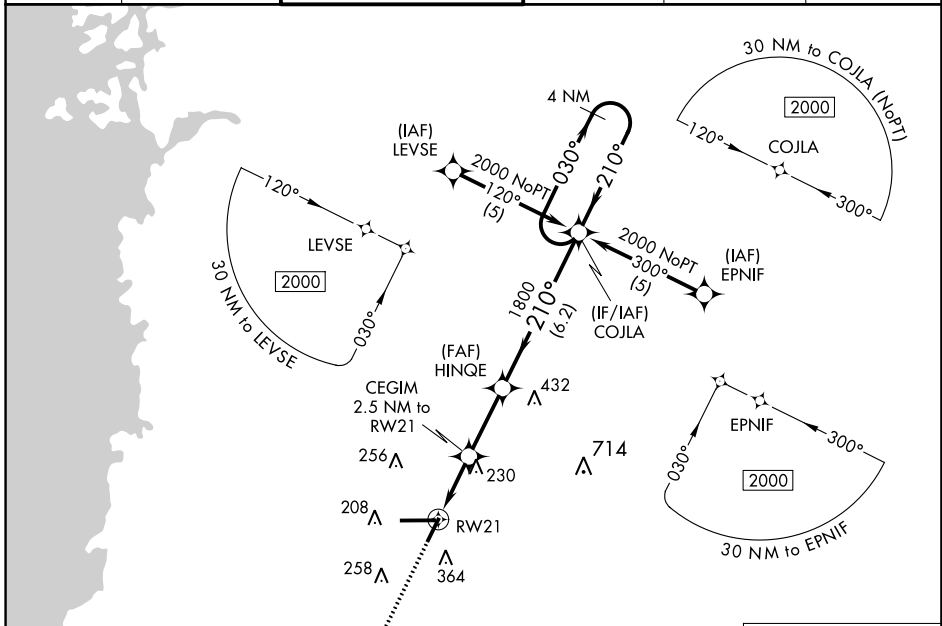 30 NM to COJLA (NoPT)
2000
120°
COJLA
300°
4 NM
030°
210°
(IAF)
LEVSE
2000 NoPT
120°
(5)
120°
LEVSE
2000
030°
30 NM to LEVSE
2000 NoPT
300°
(5)
(IAF)
EPNIF
(IF/IAF)
COJLA
1800
210°
(6.2)
(FAF)
HINQE
432
CEGIM
2.5 NM to
RW21
256
230
714
208
RW21
258
364
EPNIF
300°
030°
2000
30 NM to EPNIF